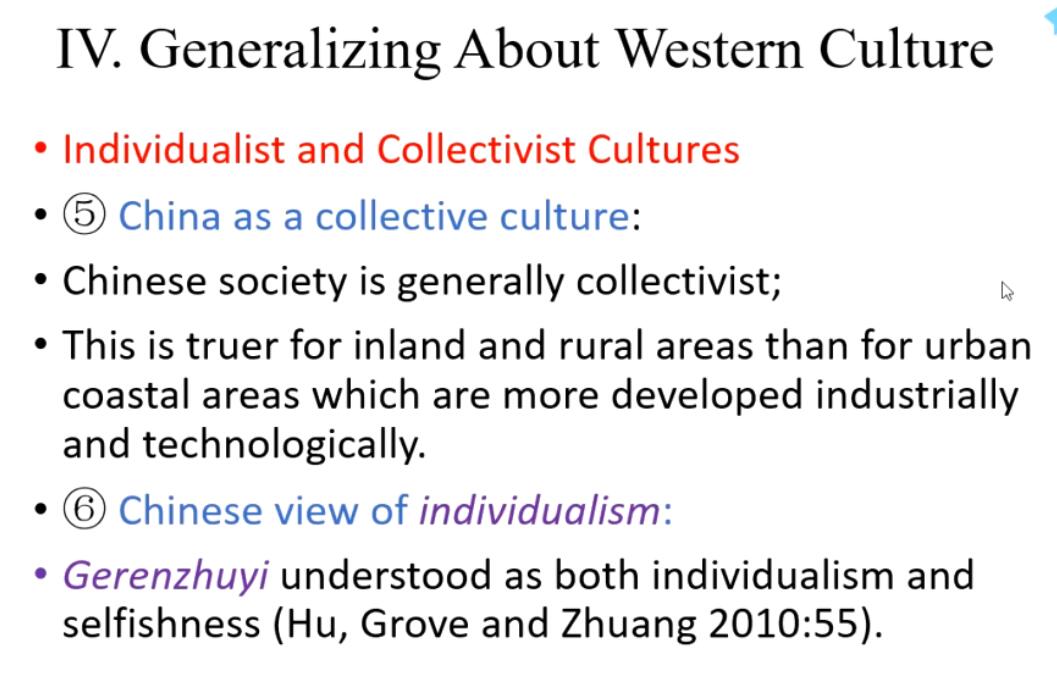 IV. Generalizing About Western Culture
• Individualist and Collectivist Cultures
• ⑤ China as a collective culture:
• Chinese society is generally collectivist;
• This is truer for inland and rural areas than for urban
coastal areas which are more developed industrially
and technologically.
• ⑥ Chinese view of individualism:
• Gerenzhuyi understood as both individualism and
selfishness (Hu, Grove and Zhuang 2010:55).